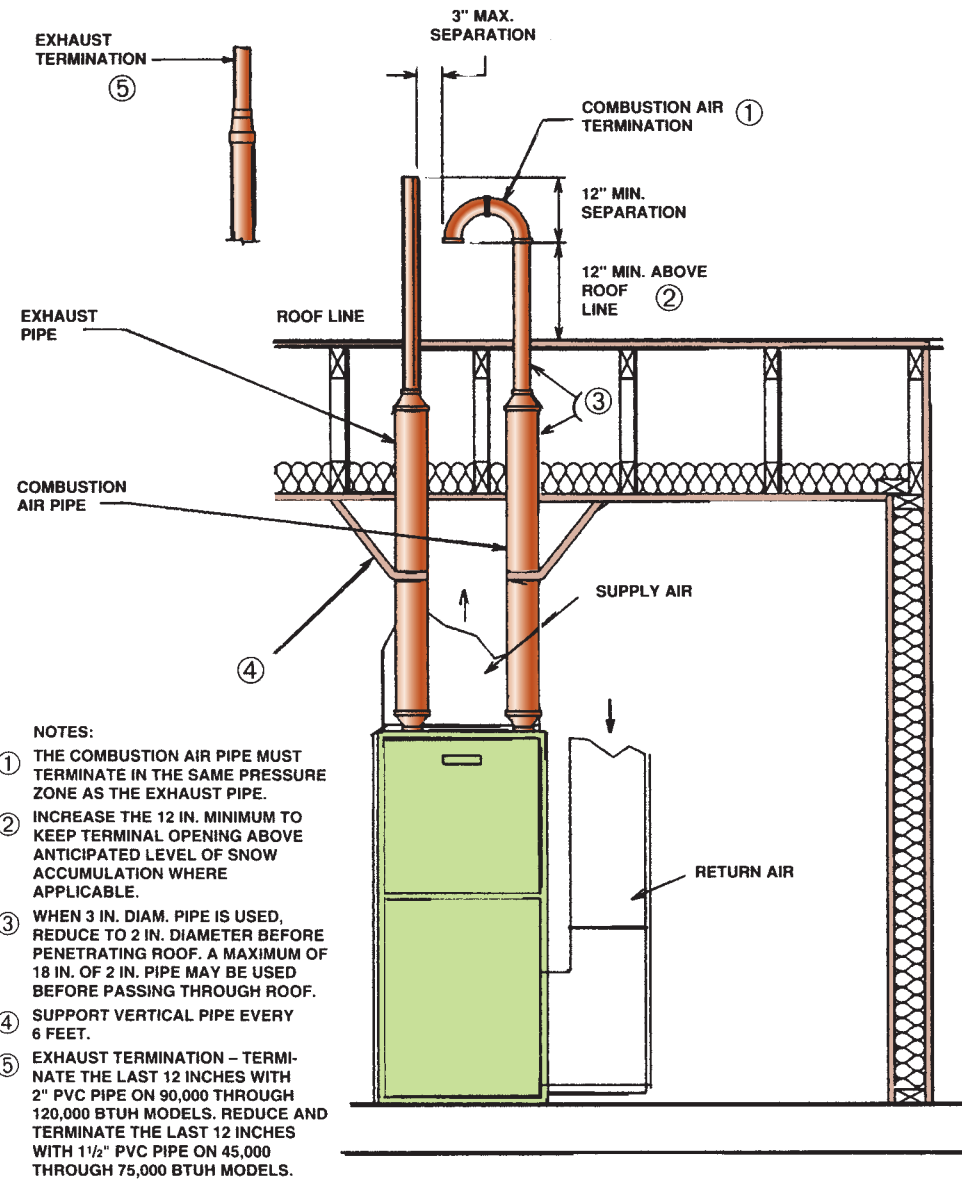 3" MAX.
SEPARATION
EXHAUST
TERMINATION
⑤
COMBUSTION AIR
TERMINATION
①
12" MIN.
SEPARATION
12" MIN. ABOVE
ROOF
LINE
②
EXHAUST
PIPE
ROOF LINE
③
COMBUSTION
AIR PIPE
SUPPLY AIR
④
RETURN AIR
NOTES:
① THE COMBUSTION AIR PIPE MUST
TERMINATE IN THE SAME PRESSURE
ZONE AS THE EXHAUST PIPE.
② INCREASE THE 12 IN. MINIMUM TO
KEEP TERMINAL OPENING ABOVE
ANTICIPATED LEVEL OF SNOW
ACCUMULATION WHERE
APPLICABLE.
③ WHEN 3 IN. DIAM. PIPE IS USED,
REDUCE TO 2 IN. DIAMETER BEFORE
PENETRATING ROOF. A MAXIMUM OF
18 IN. OF 2 IN. PIPE MAY BE USED
BEFORE PASSING THROUGH ROOF.
④ SUPPORT VERTICAL PIPE EVERY
6 FEET.
⑤ EXHAUST TERMINATION – TERMI-
NATE THE LAST 12 INCHES WITH
2" PVC PIPE ON 90,000 THROUGH
120,000 BTUH MODELS. REDUCE AND
TERMINATE THE LAST 12 INCHES
WITH 1 1/2" PVC PIPE ON 45,000
THROUGH 75,000 BTUH MODELS.